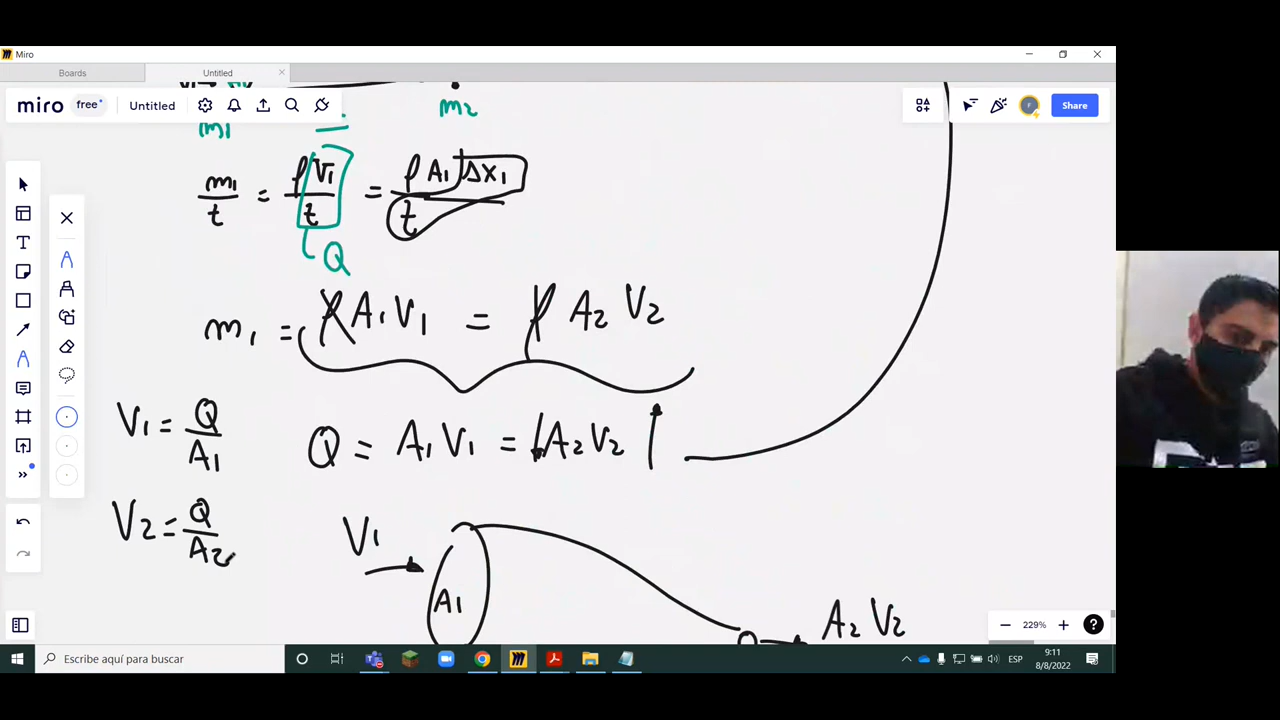 Miro
Boards Untitled
miro free Untitled Share
m1 m2
m1/t = ρV1/t = ρA1ΔX1/t
Q
m1 = ρA1V1 = ρA2V2
V1 = Q/A1
Q = A1V1 = A2V2
V2 = Q/A2
V1
A1
A2 V2
229%
Escribe aquí para buscar
ESP
9:11
8/8/2022